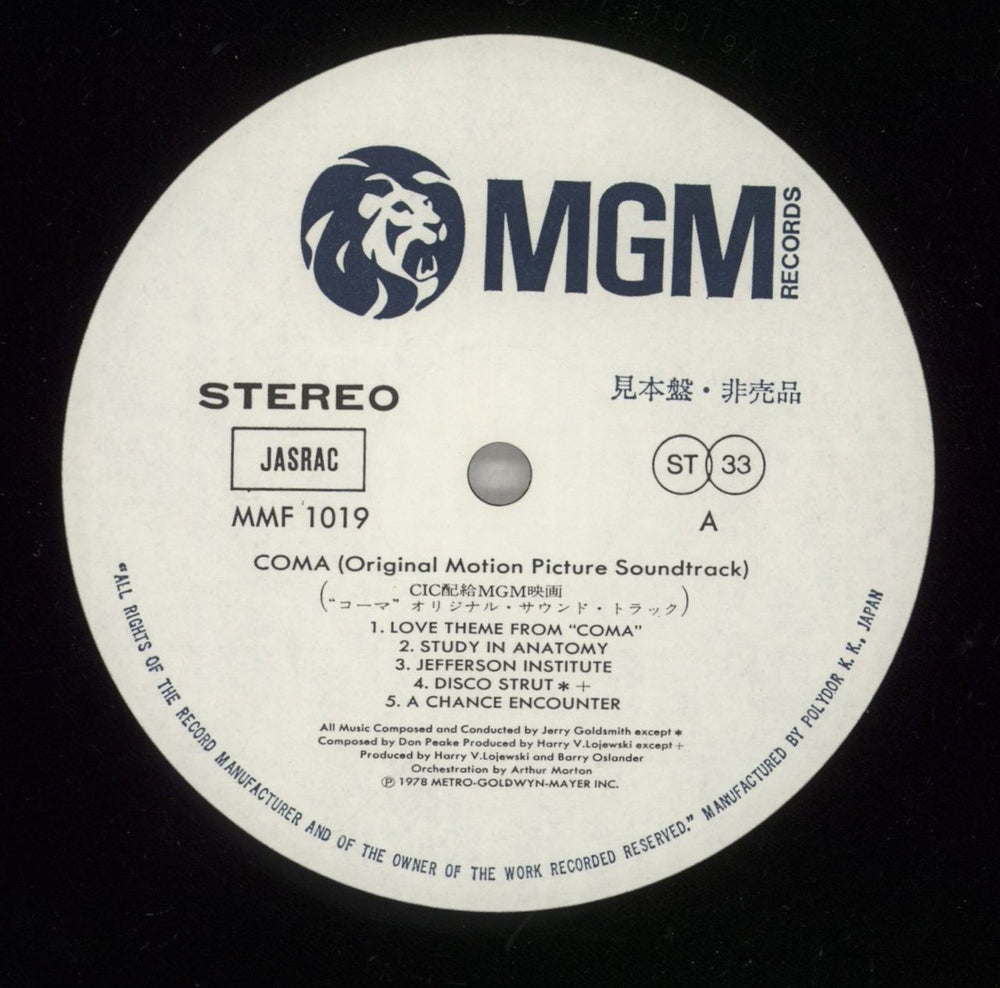 MGM
RECORDS
STEREO
見本盤・非売品
JASRAC
ST 33
MMF 1019
A
COMA (Original Motion Picture Soundtrack)
(CIC配給MGM映画
"コーマ" オリジナル・サウンド・トラック)
1. LOVE THEME FROM "COMA"
2. STUDY IN ANATOMY
3. JEFFERSON INSTITUTE
4. DISCO STRUT * +
5. A CHANCE ENCOUNTER
All Music Composed and Conducted by Jerry Goldsmith except *
Composed by Don Peake Produced by Harry V.Lojewski except +
Produced by Harry V.Lojewski and Barry Oslander
Orchestration by Arthur Morton
Ⓟ 1978 METRO-GOLDWYN-MAYER INC.
"ALL RIGHTS OF THE RECORD MANUFACTURER AND OF THE OWNER OF THE WORK RECORDED RESERVED." MANUFACTURED BY POLYDOR K.K., JAPAN